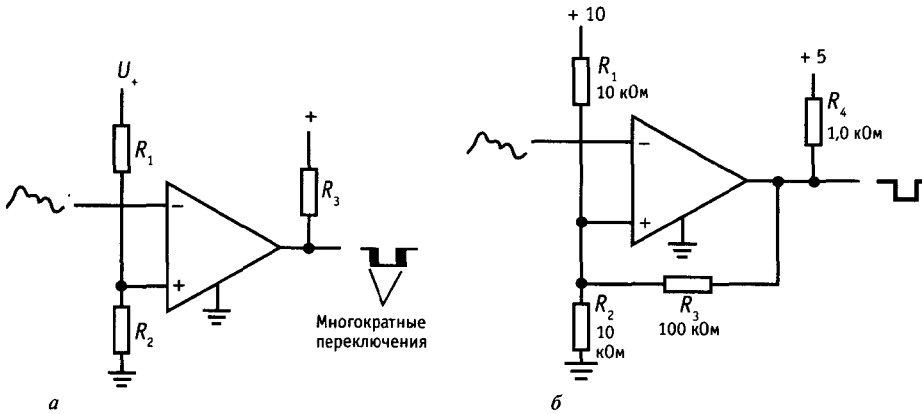 U₊
R₁
−
+
R₂
+
R₃
Многократные
переключения
а
+ 10
R₁
10 кОм
−
+
R₂
10
кОм
R₃
100 кОм
+ 5
R₄
1,0 кОм
б